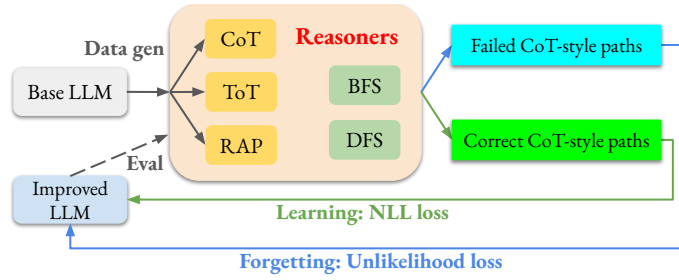 Data gen
CoT
Reasoners
Failed CoT-style paths
Base LLM
ToT
BFS
RAP
DFS
Correct CoT-style paths
Eval
Improved
LLM
Learning: NLL loss
Forgetting: Unlikelihood loss